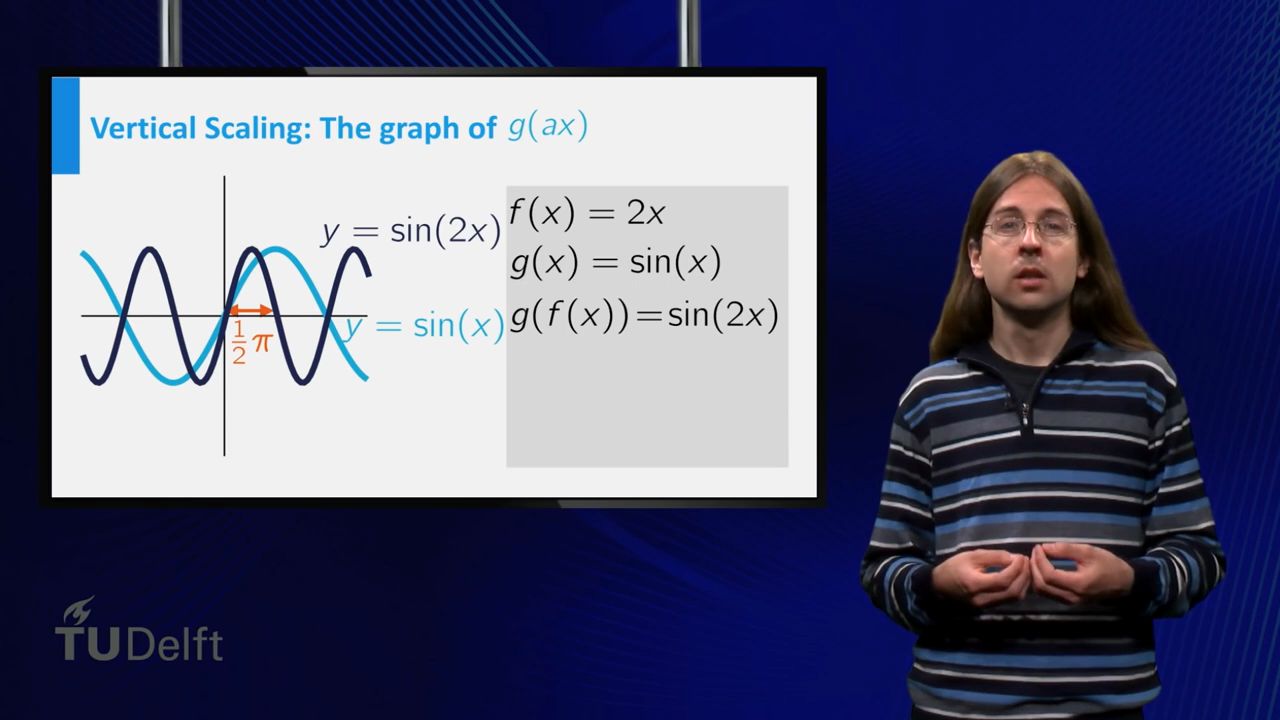 Vertical Scaling: The graph of g(ax)
y = sin(2x)
y = sin(x)
1/2 π
f(x) = 2x
g(x) = sin(x)
g(f(x)) = sin(2x)
TUDelft